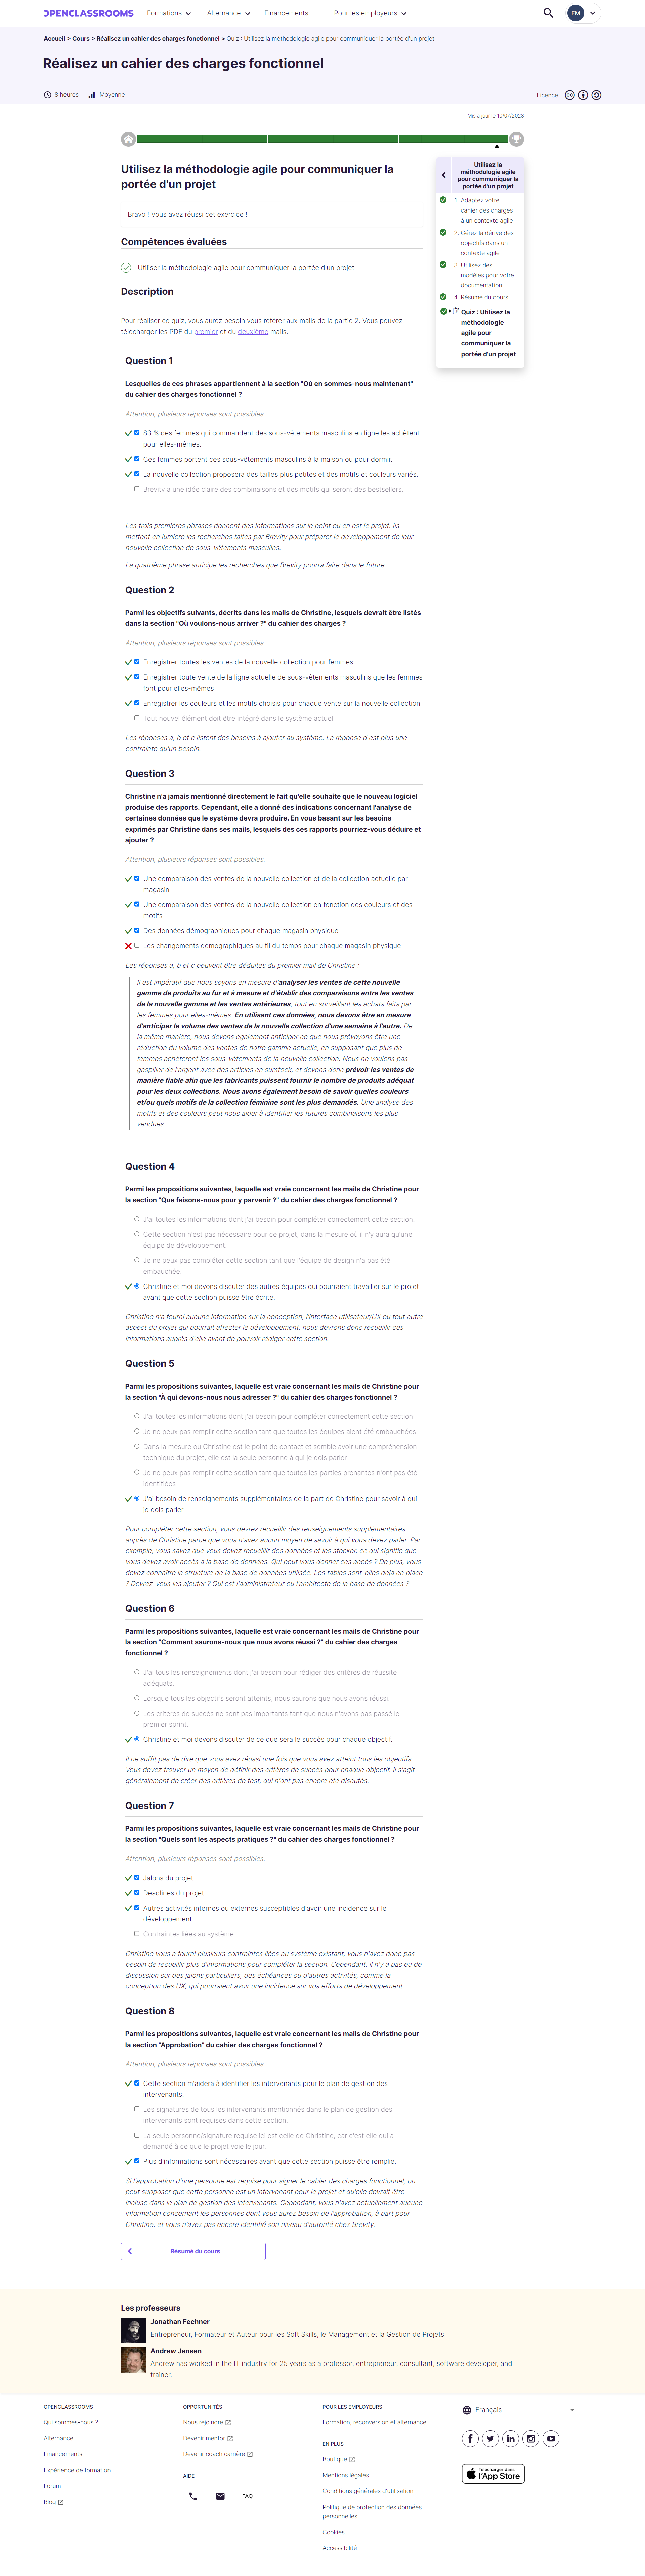 OPENCLASSROOMS
Formations
Alternance
Financements
Pour les employeurs
EM
Accueil > Cours > Réalisez un cahier des charges fonctionnel > Quiz : Utilisez la méthodologie agile pour communiquer la portée d'un projet
Réalisez un cahier des charges fonctionnel
8 heures
Moyenne
Licence
Mis à jour le 10/07/2023
Utilisez la méthodologie agile pour communiquer la
portée d'un projet
Bravo ! Vous avez réussi cet exercice !
Compétences évaluées
Utiliser la méthodologie agile pour communiquer la portée d'un projet
Description
Pour réaliser ce quiz, vous aurez besoin vous référer aux mails de la partie 2. Vous pouvez
télécharger les PDF du premier et du deuxième mails.
Utilisez la
méthodologie agile
pour communiquer la
portée d'un projet
1. Adaptez votre
cahier des charges
à un contexte agile
2. Gérez la dérive des
objectifs dans un
contexte agile
3. Utilisez des
modèles pour votre
documentation
4. Résumé du cours
Quiz : Utilisez la
méthodologie
agile pour
communiquer la
portée d'un projet
Question 1
Lesquelles de ces phrases appartiennent à la section "Où en sommes-nous maintenant"
du cahier des charges fonctionnel ?
Attention, plusieurs réponses sont possibles.
83 % des femmes qui commandent des sous-vêtements masculins en ligne les achètent
pour elles-mêmes.
Ces femmes portent ces sous-vêtements masculins à la maison ou pour dormir.
La nouvelle collection proposera des tailles plus petites et des motifs et couleurs variés.
Brevity a une idée claire des combinaisons et des motifs qui seront des bestsellers.
Les trois premières phrases donnent des informations sur le point où en est le projet. Ils
mettent en lumière les recherches faites par Brevity pour préparer le développement de leur
nouvelle collection de sous-vêtements masculins.
La quatrième phrase anticipe les recherches que Brevity pourra faire dans le future
Question 2
Parmi les objectifs suivants, décrits dans les mails de Christine, lesquels devrait être listés
dans la section "Où voulons-nous arriver ?" du cahier des charges ?
Attention, plusieurs réponses sont possibles.
Enregistrer toutes les ventes de la nouvelle collection pour femmes
Enregistrer toute vente de la ligne actuelle de sous-vêtements masculins que les femmes
font pour elles-mêmes
Enregistrer les couleurs et les motifs choisis pour chaque vente sur la nouvelle collection
Tout nouvel élément doit être intégré dans le système actuel
Les réponses a, b et c listent des besoins à ajouter au système. La réponse d est plus une
contrainte qu'un besoin.
Question 3
Christine n'a jamais mentionné directement le fait qu'elle souhaite que le nouveau logiciel
produise des rapports. Cependant, elle a donné des indications concernant l'analyse de
certaines données que le système devra produire. En vous basant sur les besoins
exprimés par Christine dans ses mails, lesquels des ces rapports pourriez-vous déduire et
ajouter ?
Attention, plusieurs réponses sont possibles.
Une comparaison des ventes de la nouvelle collection et de la collection actuelle par
magasin
Une comparaison des ventes de la nouvelle collection en fonction des couleurs et des
motifs
Des données démographiques pour chaque magasin physique
Les changements démographiques au fil du temps pour chaque magasin physique
Les réponses a, b et c peuvent être déduites du premier mail de Christine :
Il est impératif que nous soyons en mesure d'analyser les ventes de cette nouvelle
gamme de produits au fur et à mesure et d'établir des comparaisons entre les ventes
de la nouvelle gamme et les ventes antérieures, tout en surveillant les achats faits par
les femmes pour elles-mêmes. En utilisant ces données, nous devons être en mesure
d'anticiper le volume des ventes de la nouvelle collection d'une semaine à l'autre. De
la même manière, nous devons également anticiper ce que nous prévoyons être une
réduction du volume des ventes de notre gamme actuelle, en supposant que plus de
femmes achèteront les sous-vêtements de la nouvelle collection. Nous ne voulons pas
gaspiller de l'argent avec des articles en surstock, et devons donc prévoir les ventes de
manière fiable afin que les fabricants puissent fournir le nombre de produits adéquat
pour les deux collections. Nous avons également besoin de savoir quelles couleurs
et/ou quels motifs de la collection féminine sont les plus demandés. Une analyse des
motifs et des couleurs peut nous aider à identifier les futures combinaisons les plus
vendues.
Question 4
Parmi les propositions suivantes, laquelle est vraie concernant les mails de Christine pour
la section "Que faisons-nous pour y parvenir ?" du cahier des charges fonctionnel ?
J'ai toutes les informations dont j'ai besoin pour compléter correctement cette section.
Cette section n'est pas nécessaire pour ce projet, dans la mesure où il n'y aura qu'une
équipe de développement.
Je ne peux pas compléter cette section tant que l'équipe de design n'a pas été
embauchée.
Christine et moi devons discuter des autres équipes qui pourraient travailler sur le projet
avant que cette section puisse être écrite.
Christine n'a fourni aucune information sur la conception, l'interface utilisateur/UX ou tout autre
aspect du projet qui pourrait affecter le développement, nous devrons donc recueillir ces
informations auprès d'elle avant de pouvoir rédiger cette section.
Question 5
Parmi les propositions suivantes, laquelle est vraie concernant les mails de Christine pour
la section "À qui devons-nous nous adresser ?" du cahier des charges fonctionnel ?
J'ai toutes les informations dont j'ai besoin pour compléter correctement cette section
Je ne peux pas remplir cette section tant que toutes les équipes aient été embauchées
Dans la mesure où Christine est le point de contact et semble avoir une compréhension
technique du projet, elle est la seule personne à qui je dois parler
Je ne peux pas remplir cette section tant que toutes les parties prenantes n'ont pas été
identifiées
J'ai besoin de renseignements supplémentaires de la part de Christine pour savoir à qui
je dois parler
Pour compléter cette section, vous devrez recueillir des renseignements supplémentaires
auprès de Christine parce que vous n'avez aucun moyen de savoir à qui vous devez parler. Par
exemple, vous savez que vous devez recueillir des données et les stocker, ce qui signifie que
vous devez avoir accès à la base de données. Qui peut vous donner ces accès ? De plus, vous
devez connaître la structure de la base de données utilisée. Les tables sont-elles déjà en place
? Devrez-vous les ajouter ? Qui est l'administrateur ou l'architecte de la base de données ?
Question 6
Parmi les propositions suivantes, laquelle est vraie concernant les mails de Christine pour
la section "Comment saurons-nous que nous avons réussi ?" du cahier des charges
fonctionnel ?
J'ai tous les renseignements dont j'ai besoin pour rédiger des critères de réussite
adéquats.
Lorsque tous les objectifs seront atteints, nous saurons que nous avons réussi.
Les critères de succès ne sont pas importants tant que nous n'avons pas passé le
premier sprint.
Christine et moi devons discuter de ce que sera le succès pour chaque objectif.
Il ne suffit pas de dire que vous avez réussi une fois que vous avez atteint tous les objectifs.
Vous devez trouver un moyen de définir des critères de succès pour chaque objectif. Il s'agit
généralement de créer des critères de test, qui n'ont pas encore été discutés.
Question 7
Parmi les propositions suivantes, laquelle est vraie concernant les mails de Christine pour
la section "Quels sont les aspects pratiques ?" du cahier des charges fonctionnel ?
Attention, plusieurs réponses sont possibles.
Jalons du projet
Deadlines du projet
Autres activités internes ou externes susceptibles d'avoir une incidence sur le
développement
Contraintes liées au système
Christine vous a fourni plusieurs contraintes liées au système existant, vous n'avez donc pas
besoin de recueillir plus d'informations pour compléter la section. Cependant, il n'y a pas eu de
discussion sur des jalons particuliers, des échéances ou d'autres activités, comme la
conception des UX, qui pourraient avoir une incidence sur vos efforts de développement.
Question 8
Parmi les propositions suivantes, laquelle est vraie concernant les mails de Christine pour
la section "Approbation" du cahier des charges fonctionnel ?
Attention, plusieurs réponses sont possibles.
Cette section m'aidera à identifier les intervenants pour le plan de gestion des
intervenants.
Les signatures de tous les intervenants mentionnés dans le plan de gestion des
intervenants sont requises dans cette section.
La seule personne/signature requise ici est celle de Christine, car c'est elle qui a
demandé à ce que le projet voie le jour.
Plus d'informations sont nécessaires avant que cette section puisse être remplie.
Si l'approbation d'une personne est requise pour signer le cahier des charges fonctionnel, on
peut supposer que cette personne est un intervenant pour le projet et qu'elle devrait être
incluse dans le plan de gestion des intervenants. Cependant, vous n'avez actuellement aucune
information concernant les personnes dont vous aurez besoin de l'approbation, à part pour
Christine, et vous n'avez pas encore identifié son niveau d'autorité chez Brevity.
Résumé du cours
Les professeurs
Jonathan Fechner
Entrepreneur, Formateur et Auteur pour les Soft Skills, le Management et la Gestion de Projets
Andrew Jensen
Andrew has worked in the IT industry for 25 years as a professor, entrepreneur, consultant, software developer, and
trainer.
OPENCLASSROOMS
Qui sommes-nous ?
Alternance
Financements
Expérience de formation
Forum
Blog
OPPORTUNITÉS
Nous rejoindre
Devenir mentor
Devenir coach carrière
AIDE
FAQ
POUR LES EMPLOYEURS
Formation, reconversion et alternance
EN PLUS
Boutique
Mentions légales
Conditions générales d'utilisation
Politique de protection des données
personnelles
Cookies
Accessibilité
Français
Télécharger dans
l'App Store